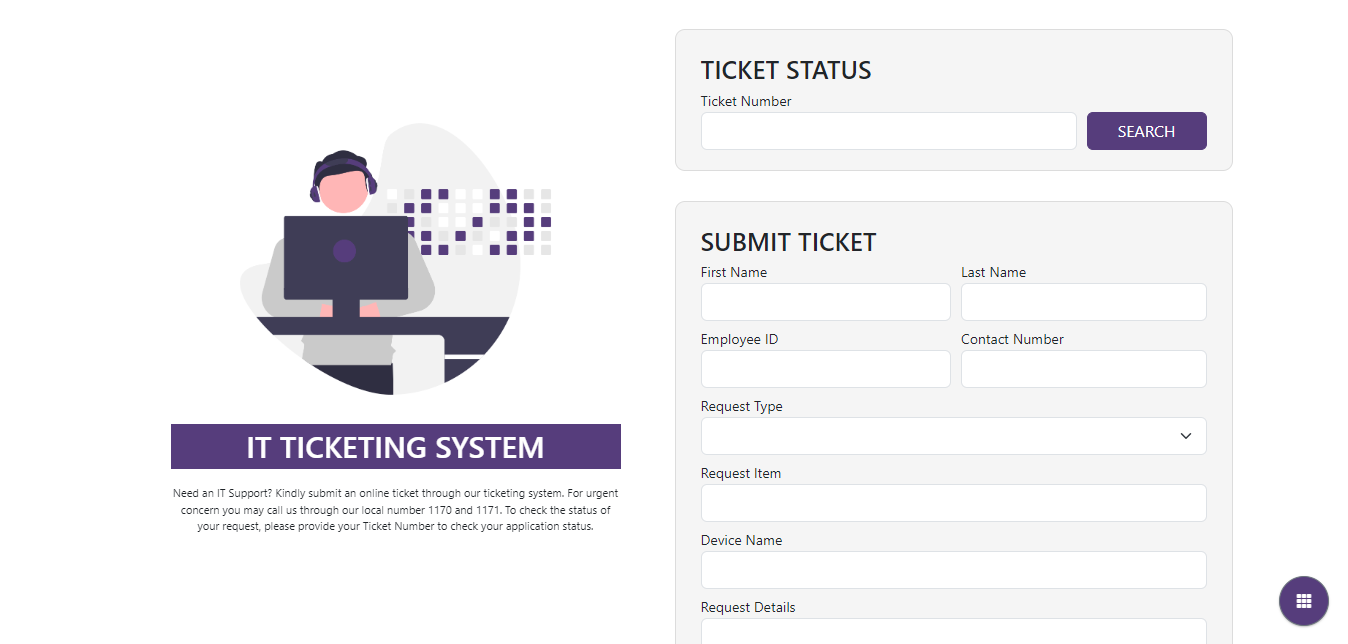 IT TICKETING SYSTEM
Need an IT Support? Kindly submit an online ticket through our ticketing system. For urgent
concern you may call us through our local number 1170 and 1171. To check the status of
your request, please provide your Ticket Number to check your application status.
TICKET STATUS
Ticket Number
SEARCH
SUBMIT TICKET
First Name
Last Name
Employee ID
Contact Number
Request Type
Request Item
Device Name
Request Details